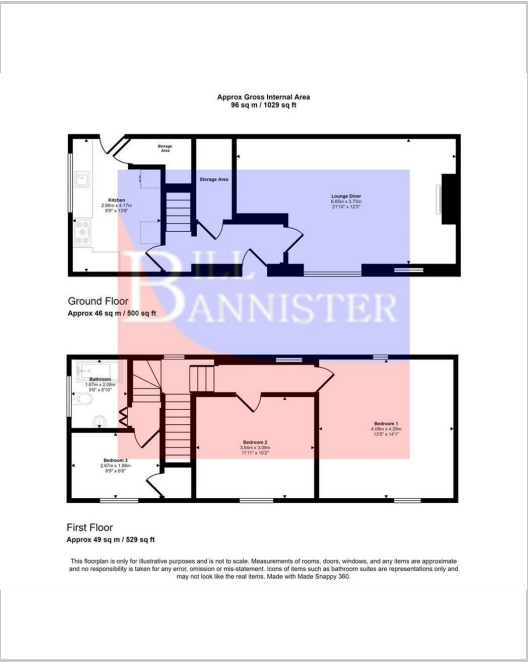 Approx Gross Internal Area
96 sq m / 1029 sq ft
Storage
Area
Storage Area
Kitchen
2.66m x 4.17m
8'9" x 13'8"
Lounge Diner
6.65m x 3.73m
21'10" x 12'3"
BILL
BANNISTER
Ground Floor
Approx 46 sq m / 500 sq ft
Bathroom
1.67m x 2.08m
5'6" x 6'10"
Bedroom 1
4.09m x 4.29m
13'5" x 14'1"
Bedroom 2
3.64m x 3.09m
11'11" x 10'2"
Bedroom 3
2.67m x 1.98m
8'9" x 6'6"
First Floor
Approx 49 sq m / 529 sq ft
This floorplan is only for illustrative purposes and is not to scale. Measurements of rooms, doors, windows, and any items are approximate
and no responsibility is taken for any error, omission or mis-statement. Icons of items such as bathroom suites are representations only and
may not look like the real items. Made with Made Snappy 360.